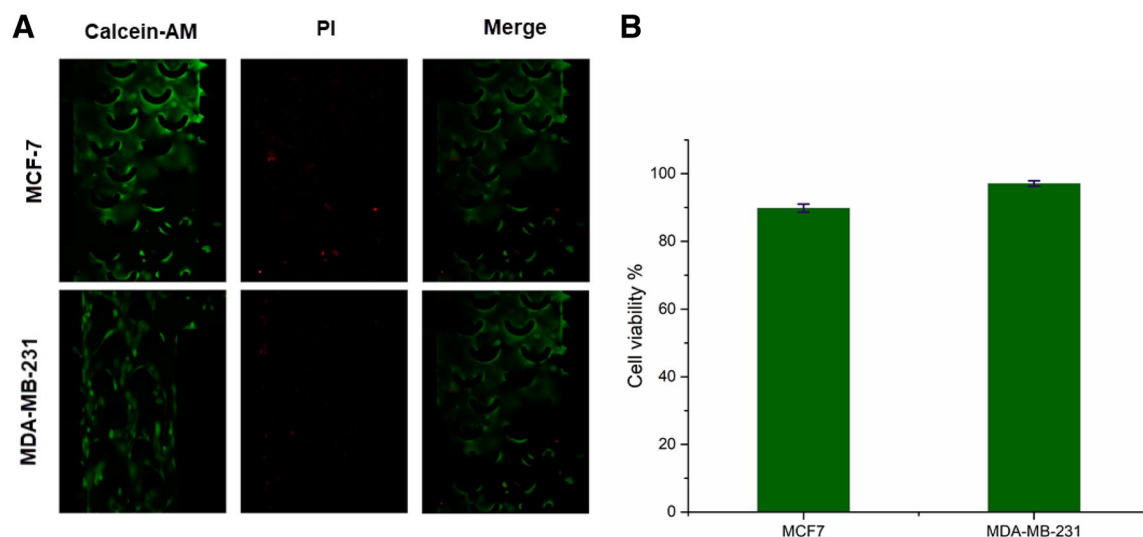 A
Calcein-AM
PI
Merge
MCF-7
MDA-MB-231
B
Cell viability %
100
80
60
40
20
0
MCF7
MDA-MB-231